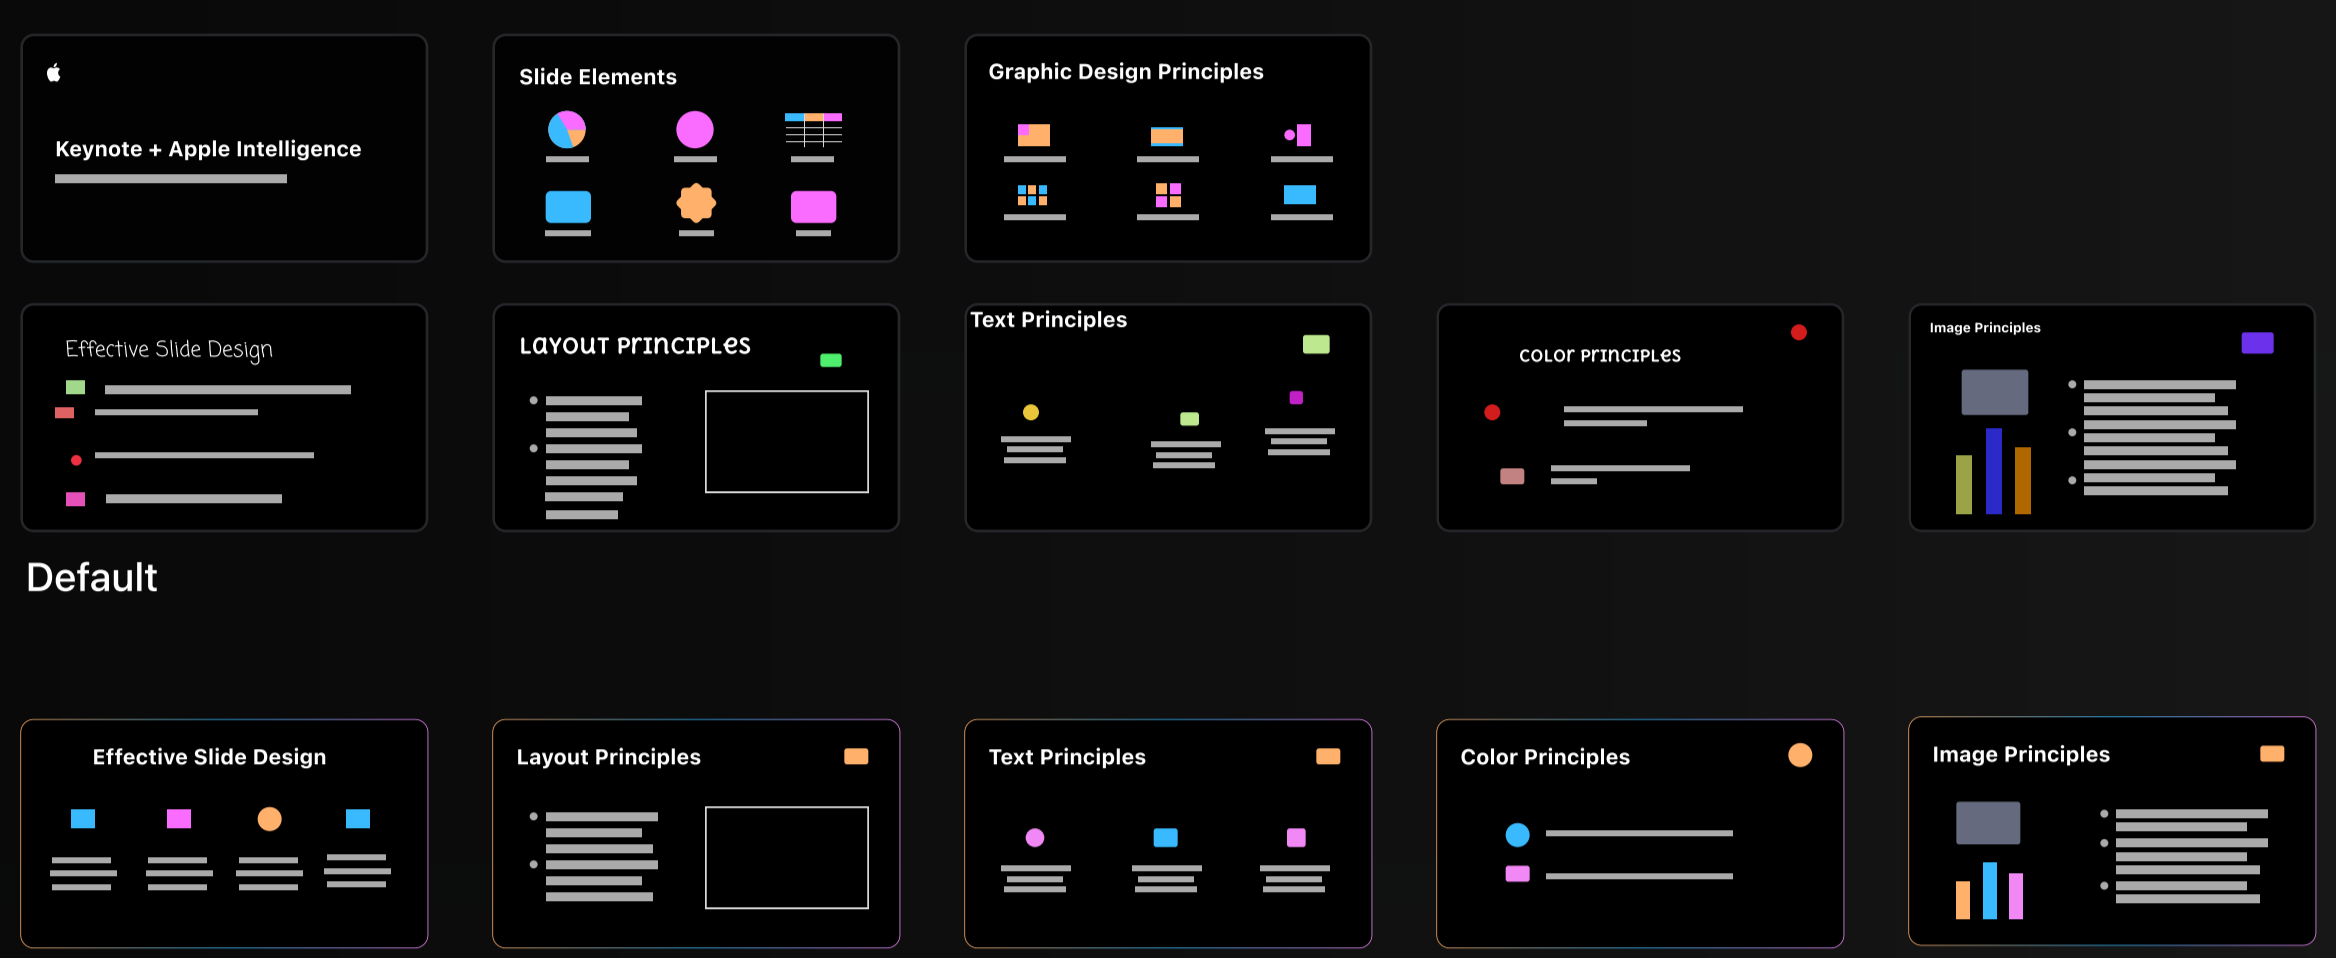 Keynote + Apple Intelligence
Slide Elements
Graphic Design Principles
Effective Slide Design
Layout Principles
Text Principles
Color Principles
Image Principles
Default
Effective Slide Design
Layout Principles
Text Principles
Color Principles
Image Principles